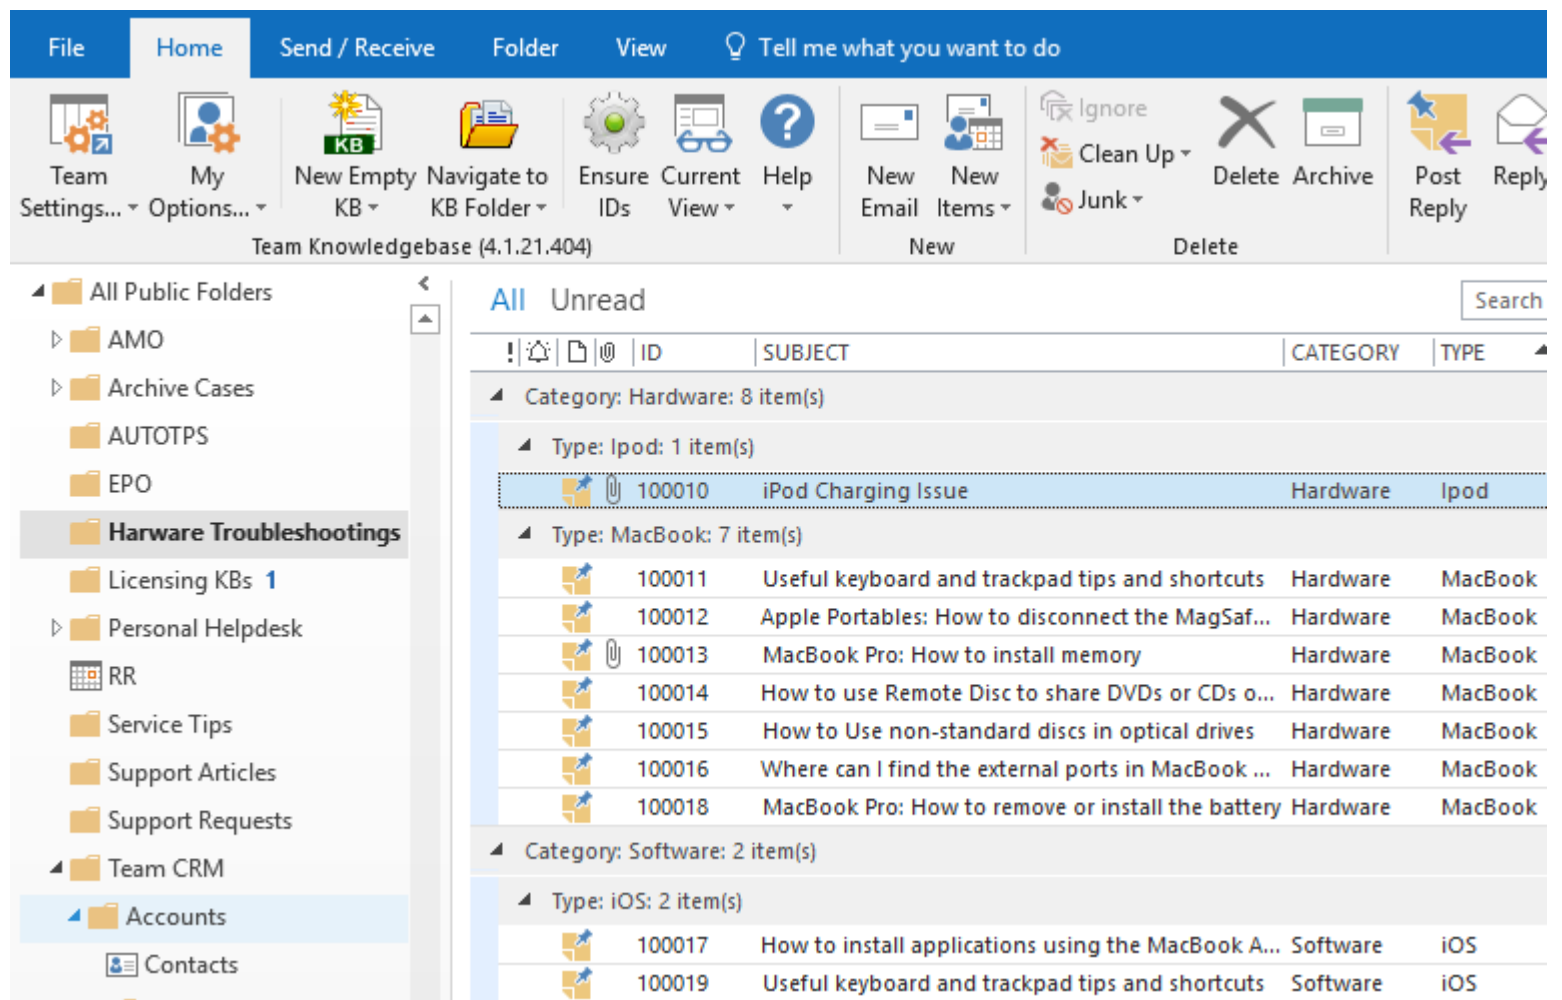 File Home Send / Receive Folder View Tell me what you want to do
Team Settings... My Options... New Empty KB Navigate to KB Folder Ensure IDs Current View Help New Email New Items Ignore Clean Up Junk Delete Archive Post Reply Reply
KB
Team Knowledgebase (4.1.21.404) New Delete
All Public Folders
AMO
Archive Cases
AUTOTPS
EPO
Harware Troubleshootings
Licensing KBs 1
Personal Helpdesk
RR
Service Tips
Support Articles
Support Requests
Team CRM
Accounts
Contacts
All Unread Search
! ID SUBJECT CATEGORY TYPE
Category: Hardware: 8 item(s)
Type: Ipod: 1 item(s)
100010 iPod Charging Issue Hardware Ipod
Type: MacBook: 7 item(s)
100011 Useful keyboard and trackpad tips and shortcuts Hardware MacBook
100012 Apple Portables: How to disconnect the MagSaf... Hardware MacBook
100013 MacBook Pro: How to install memory Hardware MacBook
100014 How to use Remote Disc to share DVDs or CDs o... Hardware MacBook
100015 How to Use non-standard discs in optical drives Hardware MacBook
100016 Where can I find the external ports in MacBook ... Hardware MacBook
100018 MacBook Pro: How to remove or install the battery Hardware MacBook
Category: Software: 2 item(s)
Type: iOS: 2 item(s)
100017 How to install applications using the MacBook A... Software iOS
100019 Useful keyboard and trackpad tips and shortcuts Software iOS